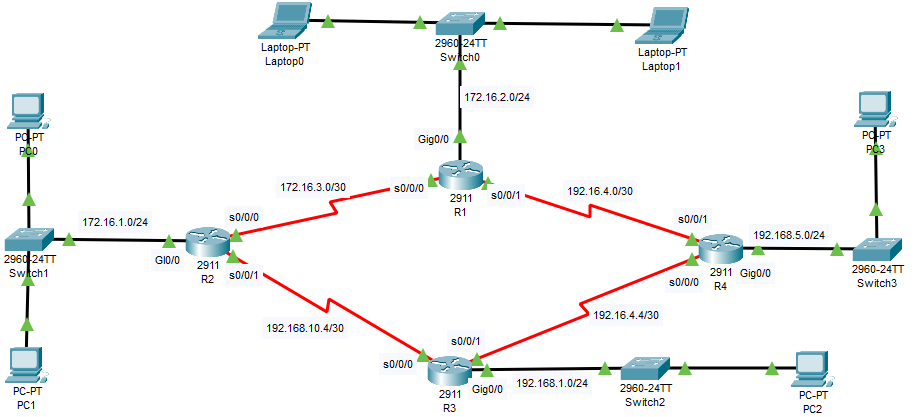 Laptop-PT
Laptop0
2960-24TT
Switch0
Laptop-PT
Laptop1
172.16.2.0/24
Gig0/0
PC-PT
PC0
PC-PT
PC3
172.16.3.0/30
s0/0/0
2911
R1
s0/0/1
192.16.4.0/30
172.16.1.0/24
s0/0/0
s0/0/1
192.168.5.0/24
2960-24TT
Switch1
GI0/0
2911
R2
s0/0/1
2911
R4
s0/0/0
Gig0/0
2960-24TT
Switch3
192.168.10.4/30
192.16.4.4/30
s0/0/1
s0/0/0
2911
R3
Gig0/0
192.168.1.0/24
2960-24TT
Switch2
PC-PT
PC1
PC-PT
PC2